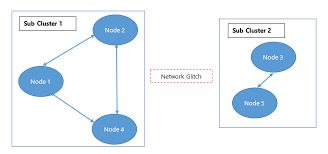 Sub Cluster 1
Node 2
Node 1
Node 4
Network Glitch
Sub Cluster 2
Node 3
Node 5